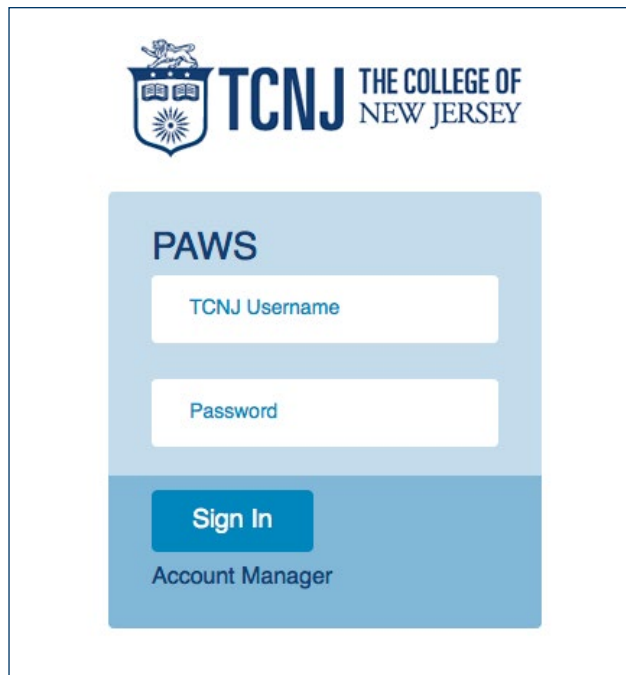 TCNJ THE COLLEGE OF
NEW JERSEY
PAWS
TCNJ Username
Password
Sign In
Account Manager